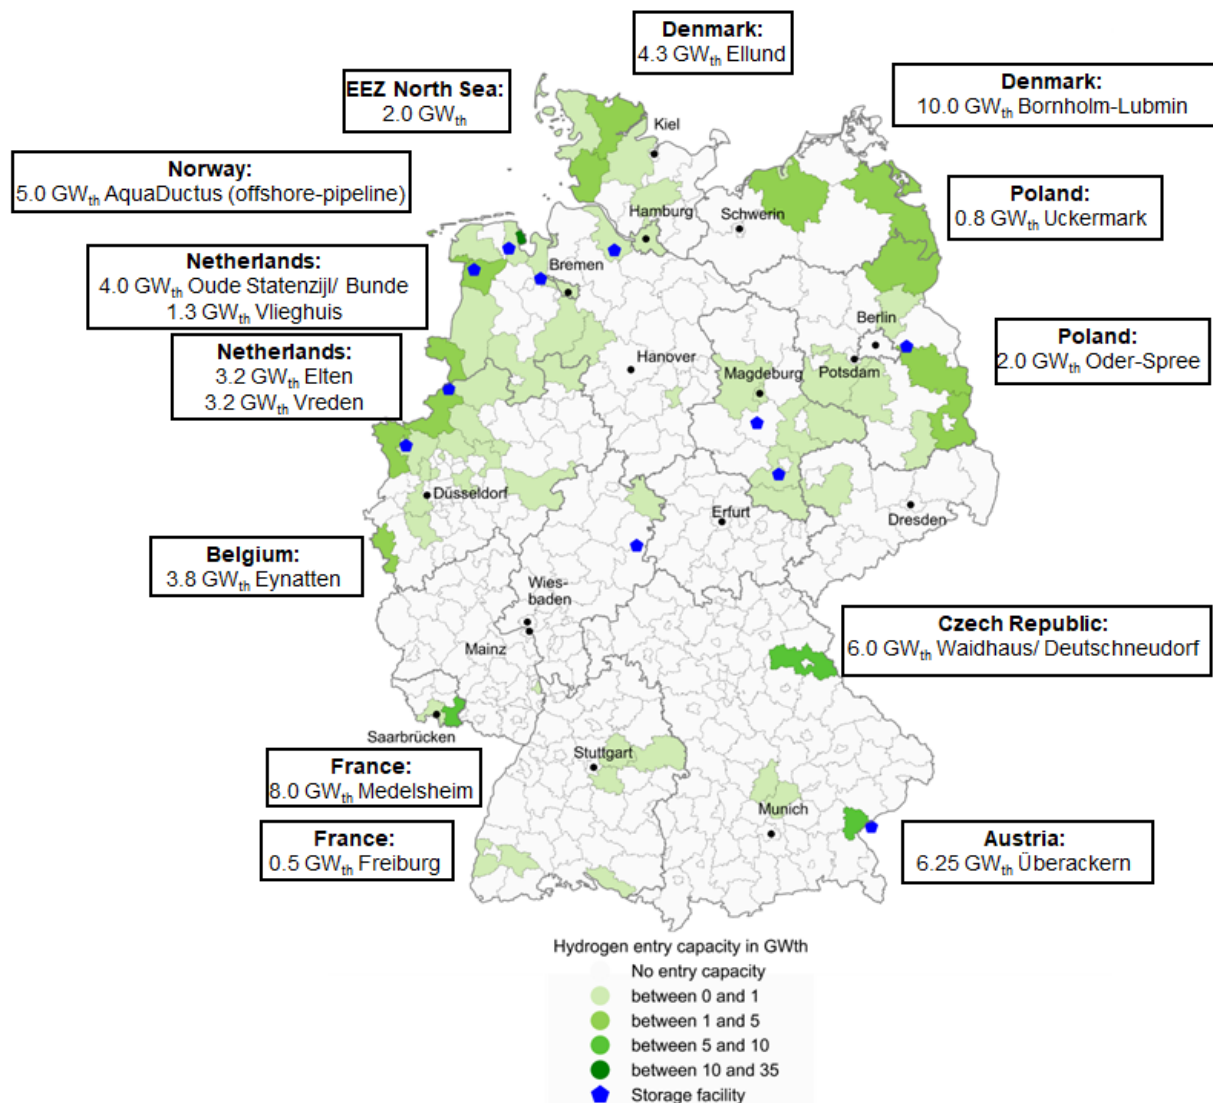 Denmark:
4.3 GWth Ellund
EEZ North Sea:
2.0 GWth
Denmark:
10.0 GWth Bornholm-Lubmin
Kiel
Norway:
5.0 GWth AquaDuctus (offshore-pipeline)
Poland:
0.8 GWth Uckermark
Hamburg
Schwerin
Netherlands:
4.0 GWth Oude Statenzijl/ Bunde
1.3 GWth Vlieghuis
Bremen
Berlin
Poland:
2.0 GWth Oder-Spree
Netherlands:
3.2 GWth Elten
3.2 GWth Vreden
Hanover
Magdeburg
Potsdam
Düsseldorf
Erfurt
Dresden
Belgium:
3.8 GWth Eynatten
Wies-
baden
Mainz
Czech Republic:
6.0 GWth Waidhaus/ Deutschneudorf
Saarbrücken
Stuttgart
France:
8.0 GWth Medelsheim
Munich
France:
0.5 GWth Freiburg
Austria:
6.25 GWth Überackern
Hydrogen entry capacity in GWth
No entry capacity
between 0 and 1
between 1 and 5
between 5 and 10
between 10 and 35
Storage facility